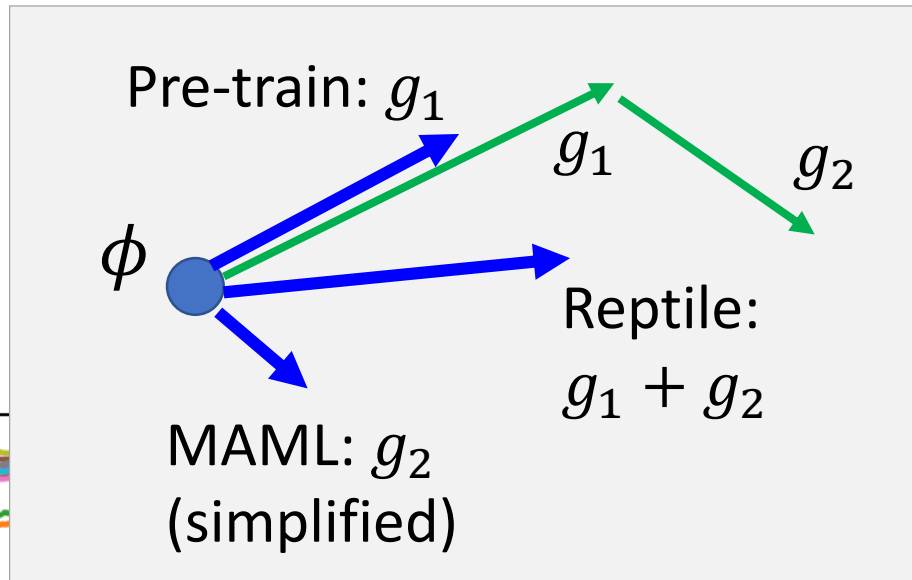 Pre-train: g₁
g₁
g₂
ϕ
Reptile:
g₁ + g₂
MAML: g₂
(simplified)